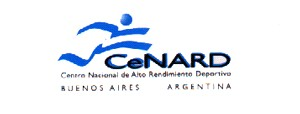 CeNARD
Centro Nacional de Alto Rendimiento Deportivo
BUENOS AIRES ARGENTINA